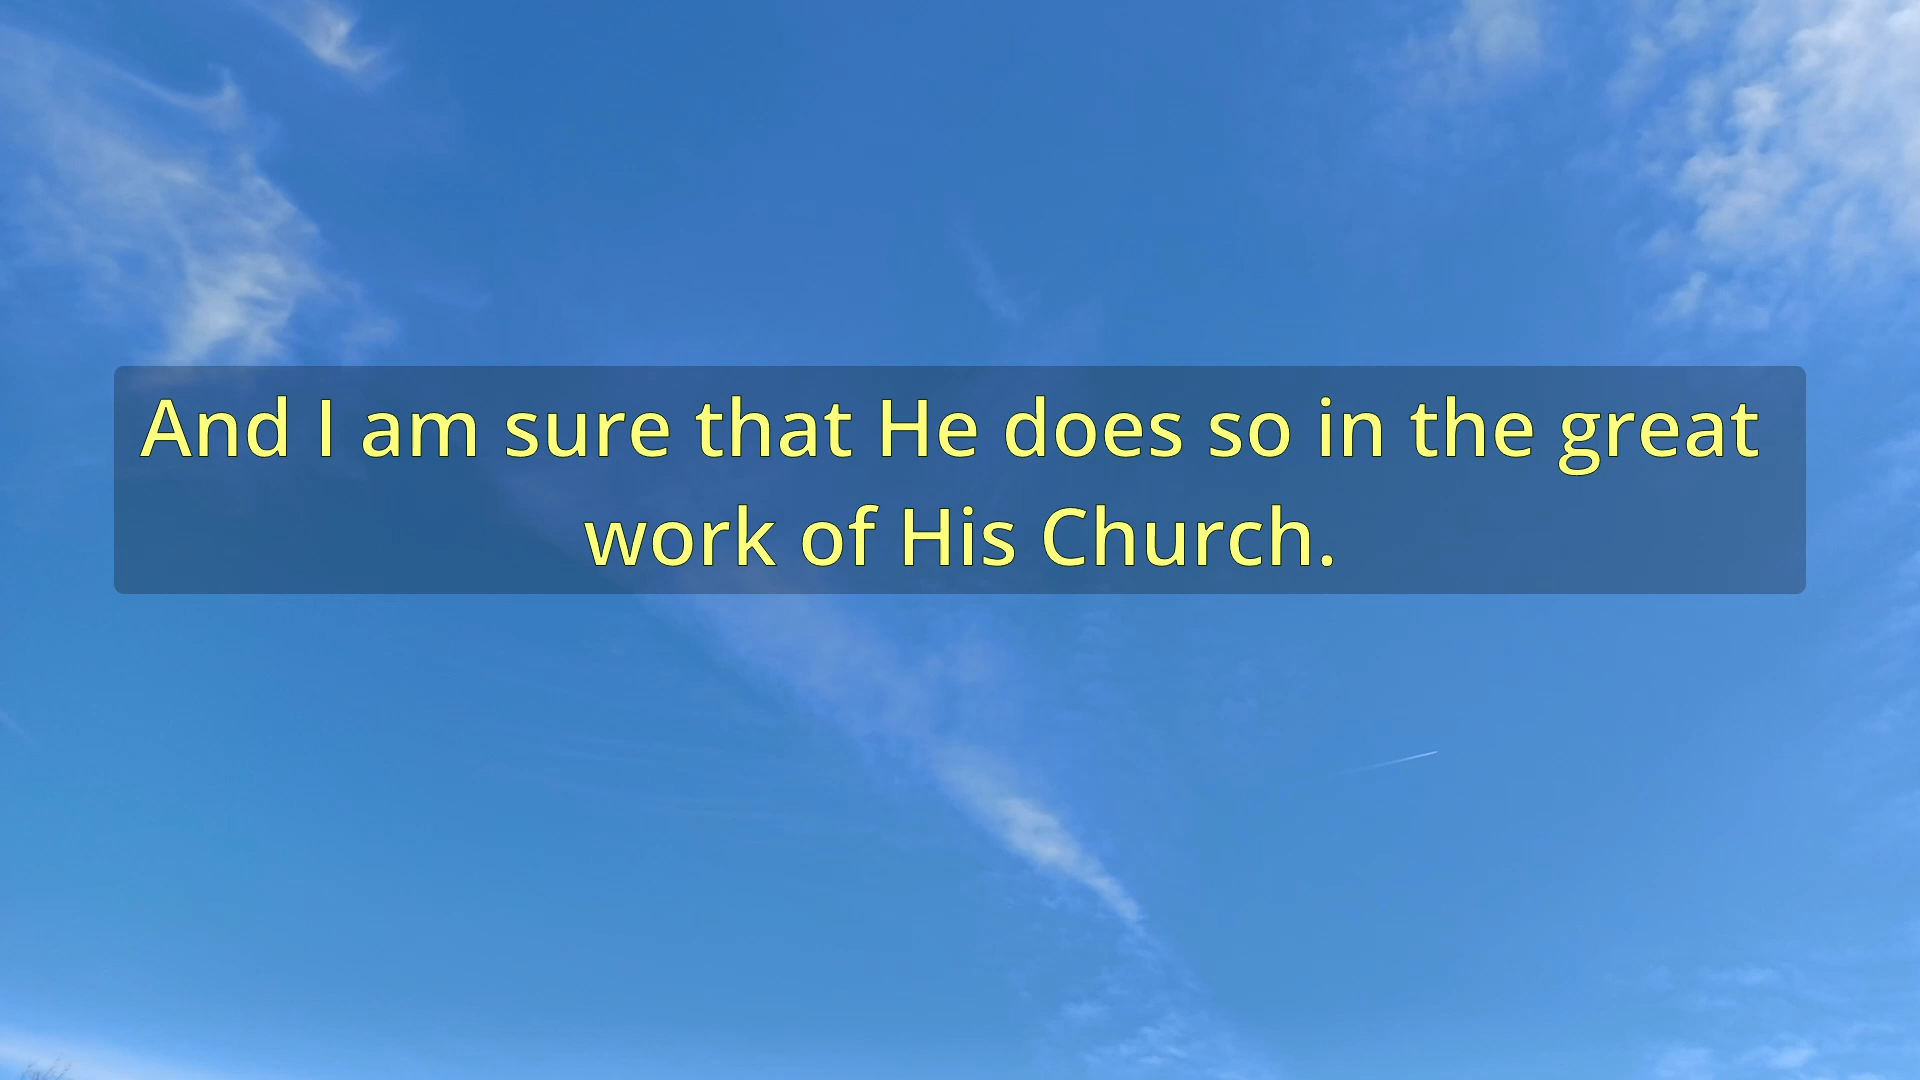 And I am sure that He does so in the great
work of His Church.